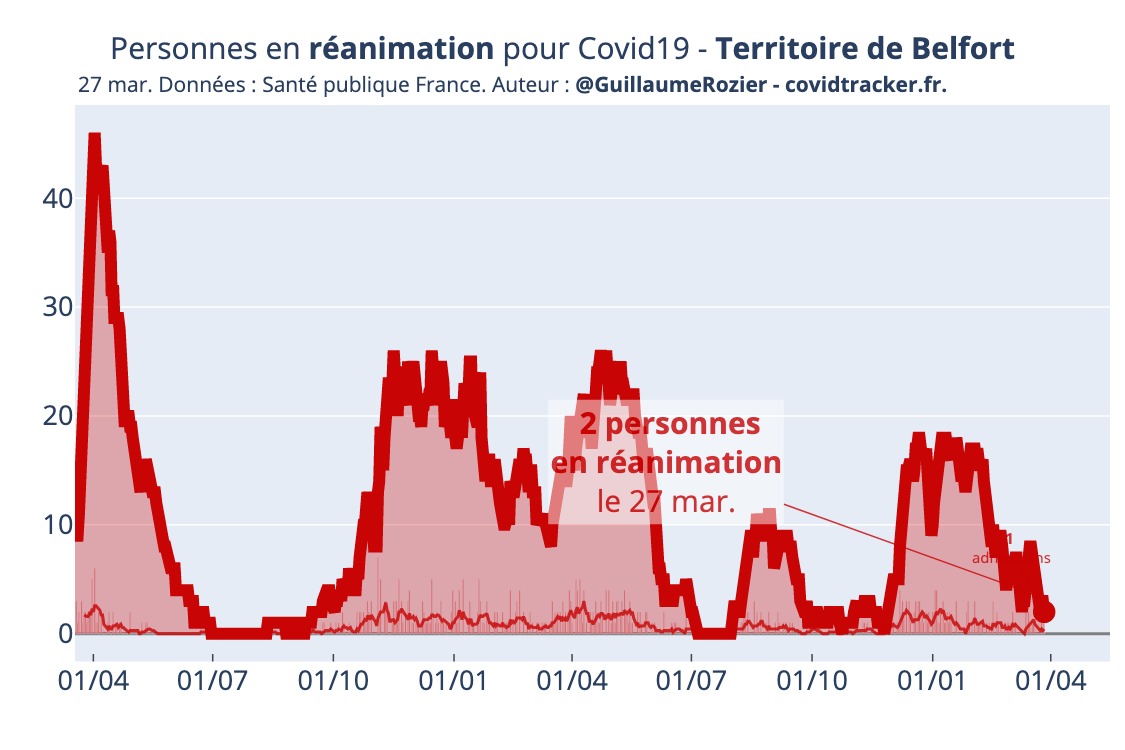 Personnes en réanimation pour Covid19 - Territoire de Belfort
27 mar. Données : Santé publique France. Auteur : @GuillaumeRozier - covidtracker.fr.
40
30
20
10
0
2 personnes
en réanimation
le 27 mar.
1
01/04 01/07 01/10 01/01 01/04 01/07 01/10 01/01 01/04